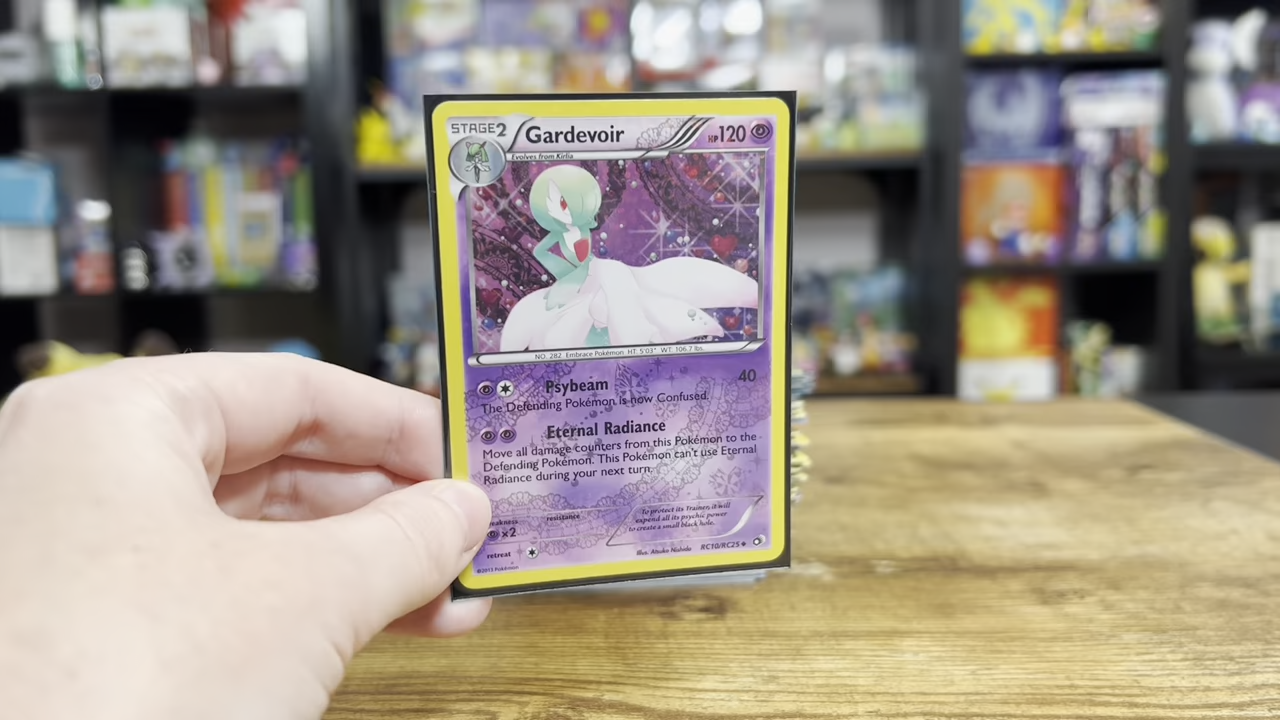 STAGE2 Gardevoir HP120
Evolves from Kirlia
NO. 282 Embrace Pokémon HT: 5'03" WT: 106.7 lbs.
Psybeam 40
The Defending Pokémon is now Confused.
Eternal Radiance
Move all damage counters from this Pokémon to the
Defending Pokémon. This Pokémon can't use Eternal
Radiance during your next turn.
resistance
×2
To protect its Trainer, it will
expend all its psychic power
to create a small black hole.
retreat
Illus. Atsuko Nishida RC10/RC25
©2013 Pokémon